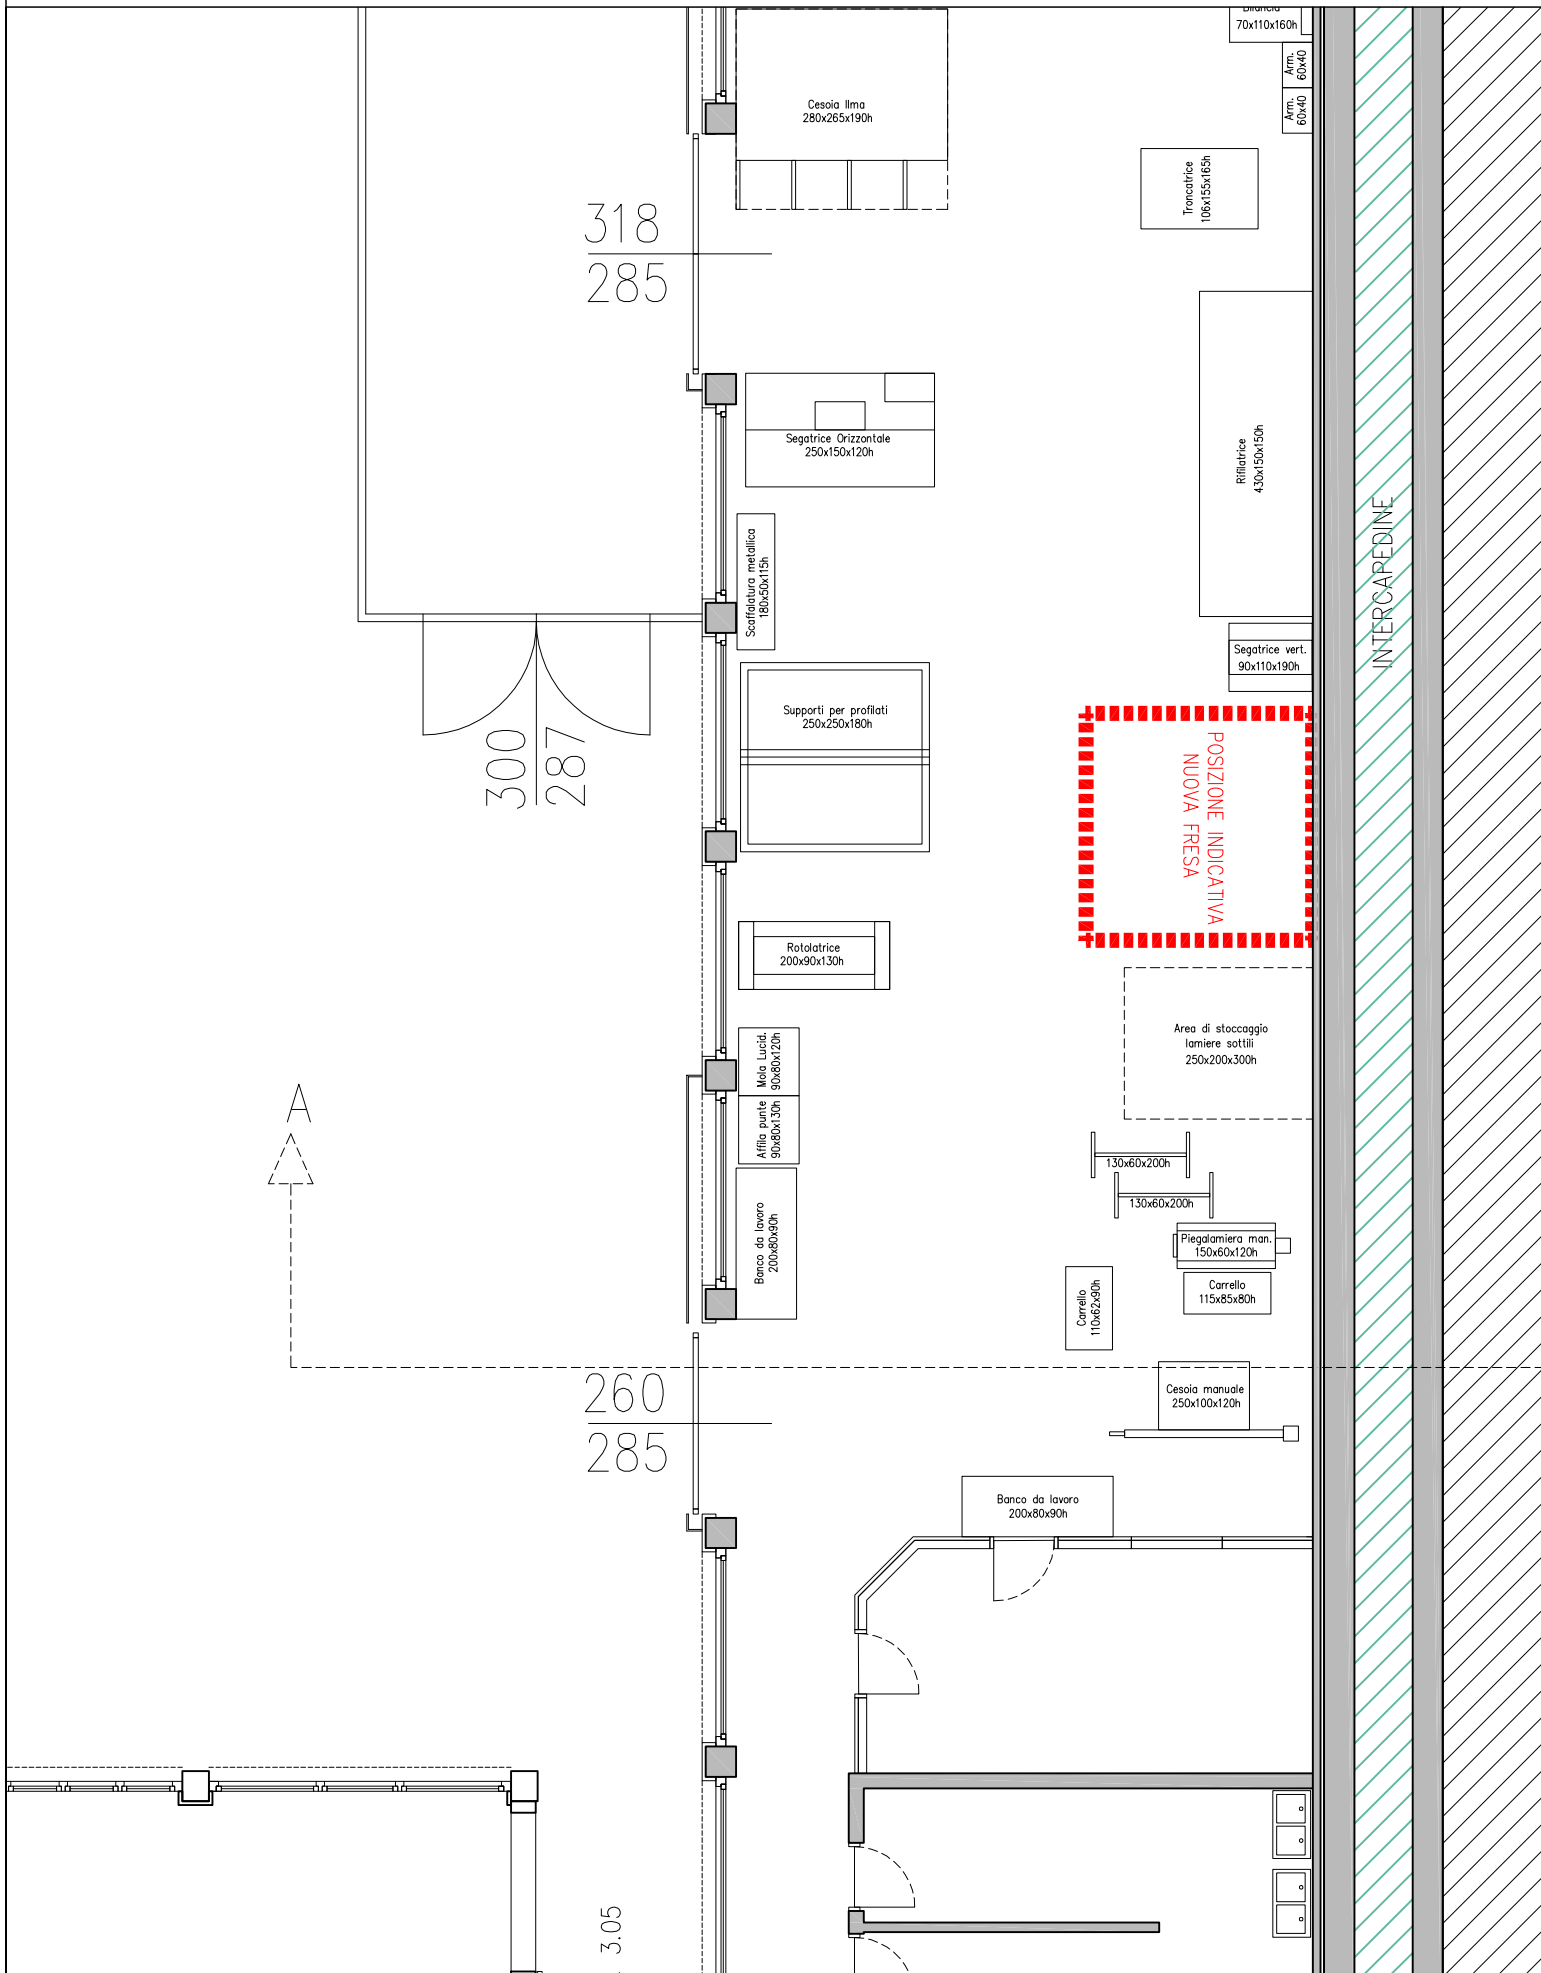 Bilancia
70x110x160h
Arm.
60x40
Arm.
60x40
Cesoia Ilma
280x265x190h
Troncatrice
106x155x165h
318
285
Segatrice Orizzontale
250x150x120h
Rifilatrice
430x150x150h
INTERCAPEDINE
Scaffalatura metallica
180x50x115h
Segatrice vert.
90x110x190h
Supporti per profilati
250x250x180h
300
287
POSIZIONE INDICATIVA
NUOVA FRESA
Rotolatrice
200x90x130h
Mola Lucid.
90x80x120h
Area di stoccaggio
lamiere sottili
250x200x300h
A
Affila punte
90x80x130h
130x60x200h
130x60x200h
Banco da lavoro
200x80x90h
Piegalamiera man.
150x60x120h
Carrello
115x85x80h
Carrello
110x62x90h
260
285
Cesoia manuale
250x100x120h
Banco da lavoro
200x80x90h
3.05